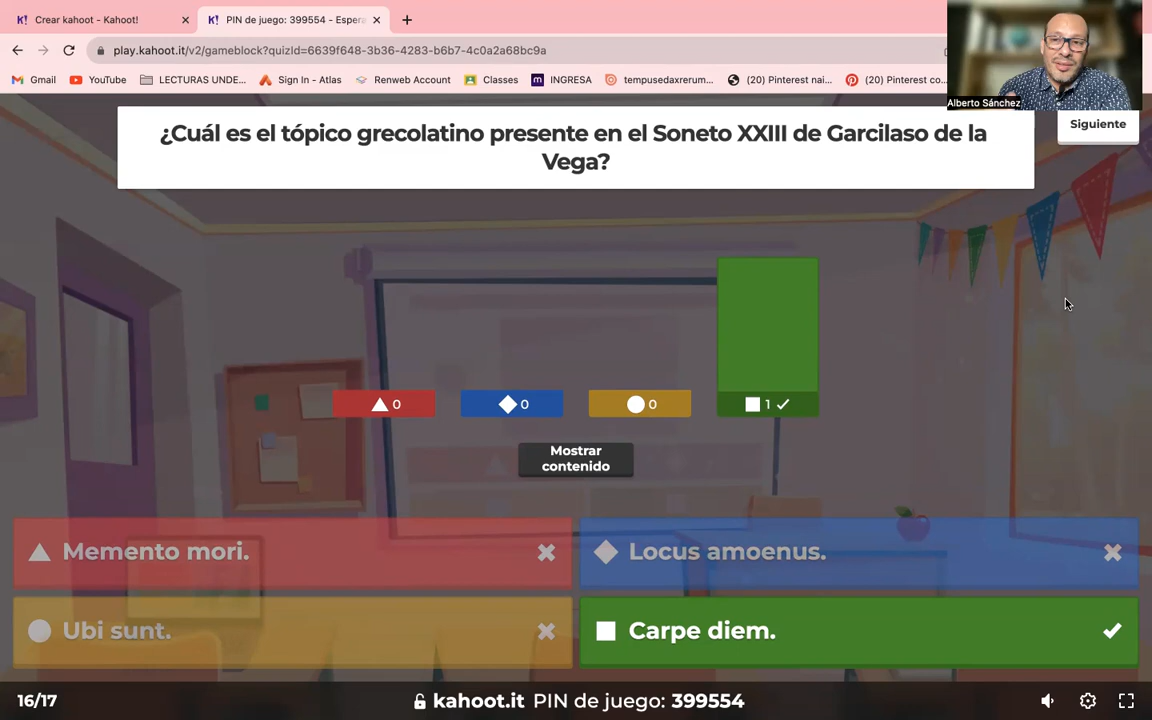 Crear kahoot - Kahoot!
PIN de juego: 399554 - Espera
play.kahoot.it/v2/gameblock?quizId=6639f648-3b36-4283-b6b7-4c0a2a68bc9a
Gmail YouTube LECTURAS UNDE... Sign In - Atlas Renweb Account Classes INGRESA tempusedaxrerum... (20) Pinterest nai... (20) Pinterest co...
Alberto Sánchez
Siguiente
¿Cuál es el tópico grecolatino presente en el Soneto XXIII de Garcilaso de la
Vega?
0 0 0 1
Mostrar
contenido
Memento mori.
Locus amoenus.
Ubi sunt.
Carpe diem.
16/17 kahoot.it PIN de juego: 399554